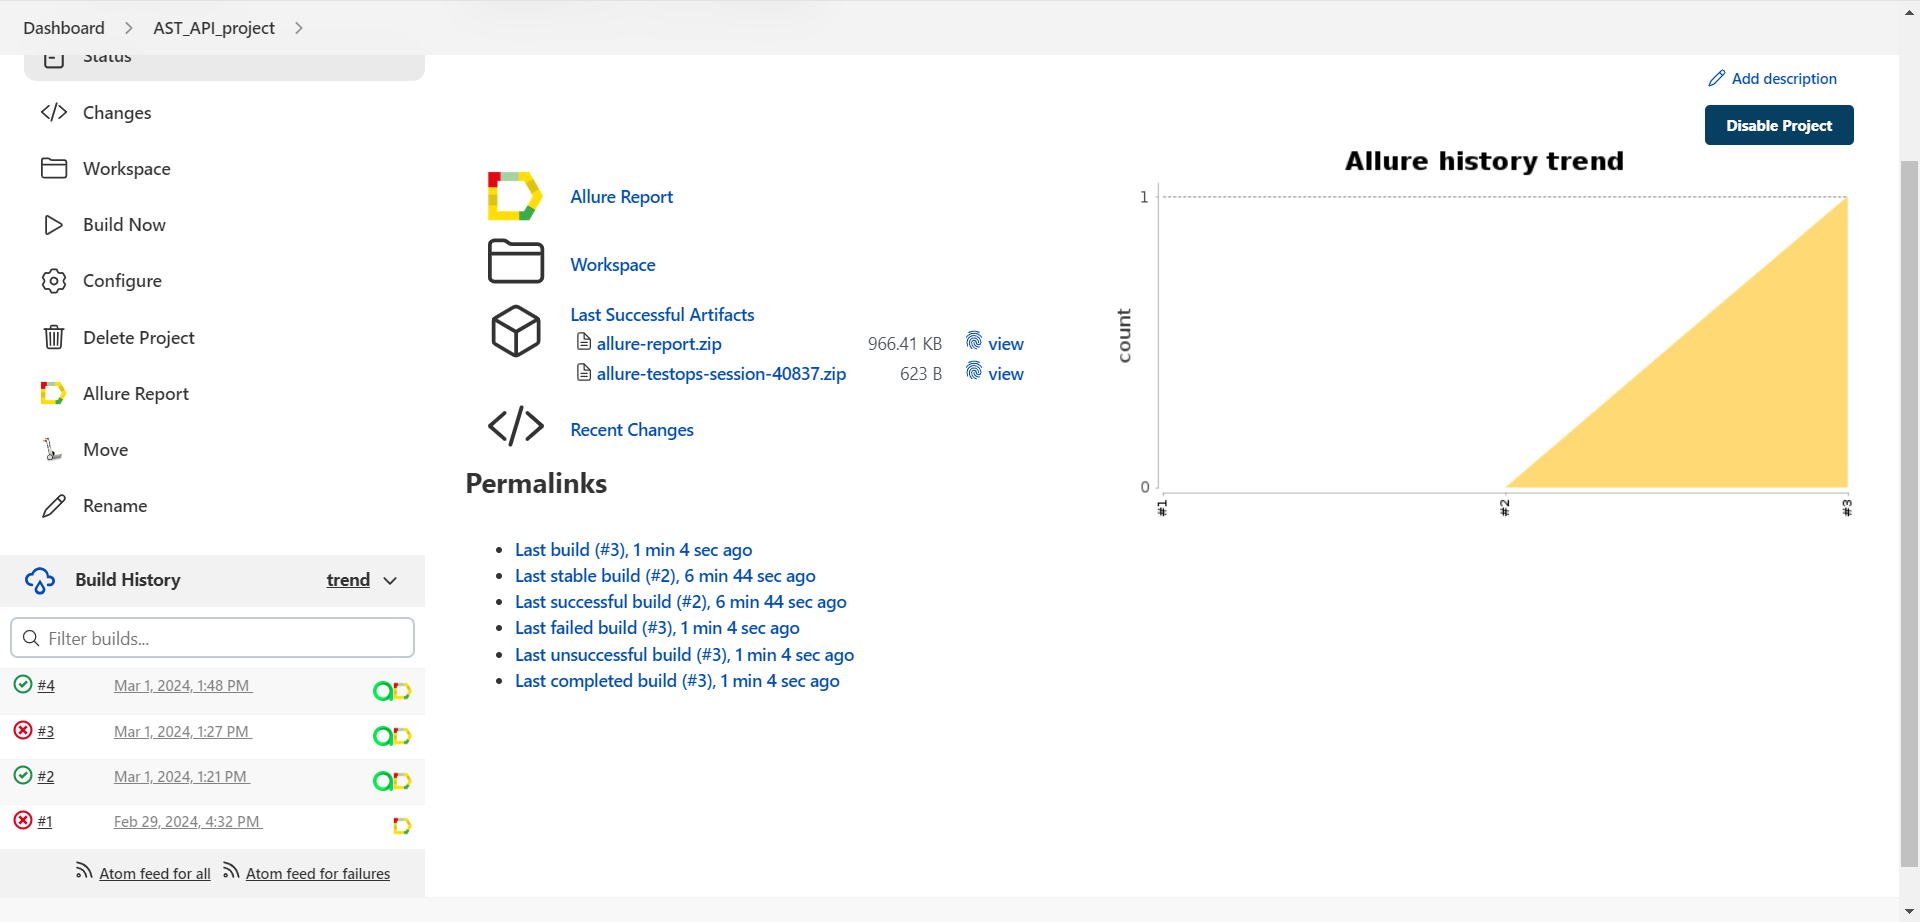 Dashboard AST_API_project
Status
Changes
Workspace
Build Now
Configure
Delete Project
Allure Report
Move
Rename
Build History trend
Filter builds...
#4 Mar 1, 2024, 1:48 PM
#3 Mar 1, 2024, 1:27 PM
#2 Mar 1, 2024, 1:21 PM
#1 Feb 29, 2024, 4:32 PM
Atom feed for all Atom feed for failures
Add description
Disable Project
Allure Report
Workspace
Last Successful Artifacts
allure-report.zip 966.41 KB view
allure-testops-session-40837.zip 623 B view
Recent Changes
Permalinks
Last build (#3), 1 min 4 sec ago
Last stable build (#2), 6 min 44 sec ago
Last successful build (#2), 6 min 44 sec ago
Last failed build (#3), 1 min 4 sec ago
Last unsuccessful build (#3), 1 min 4 sec ago
Last completed build (#3), 1 min 4 sec ago
Allure history trend
1
count
0
#1 #2 #3